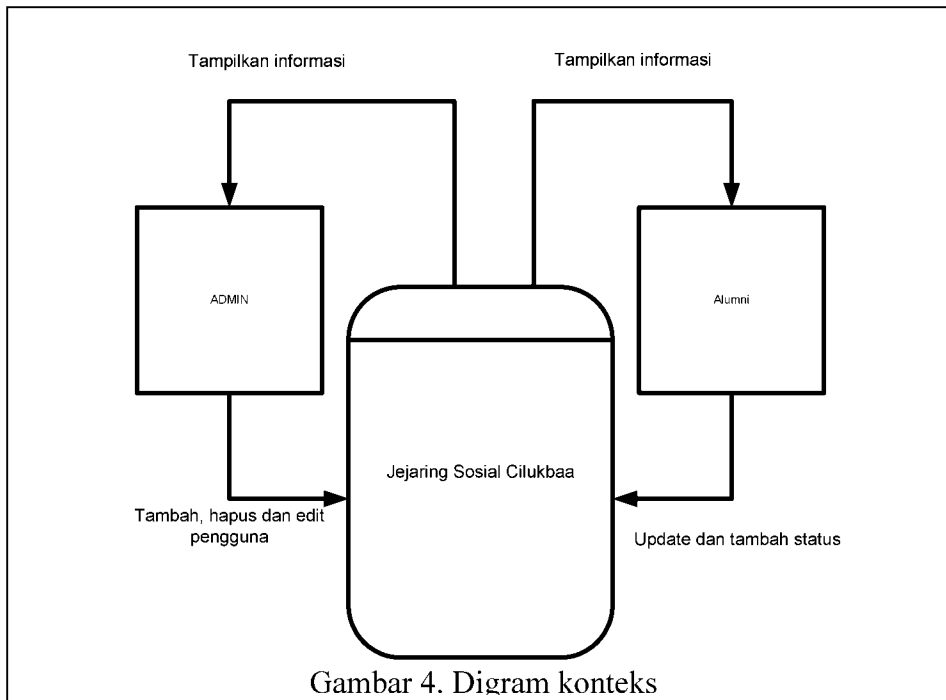 Tampilkan informasi
Tampilkan informasi
ADMIN
Alumni
Jejaring Sosial Cilukbaa
Tambah, hapus dan edit
pengguna
Update dan tambah status
Gambar 4. Digram konteks